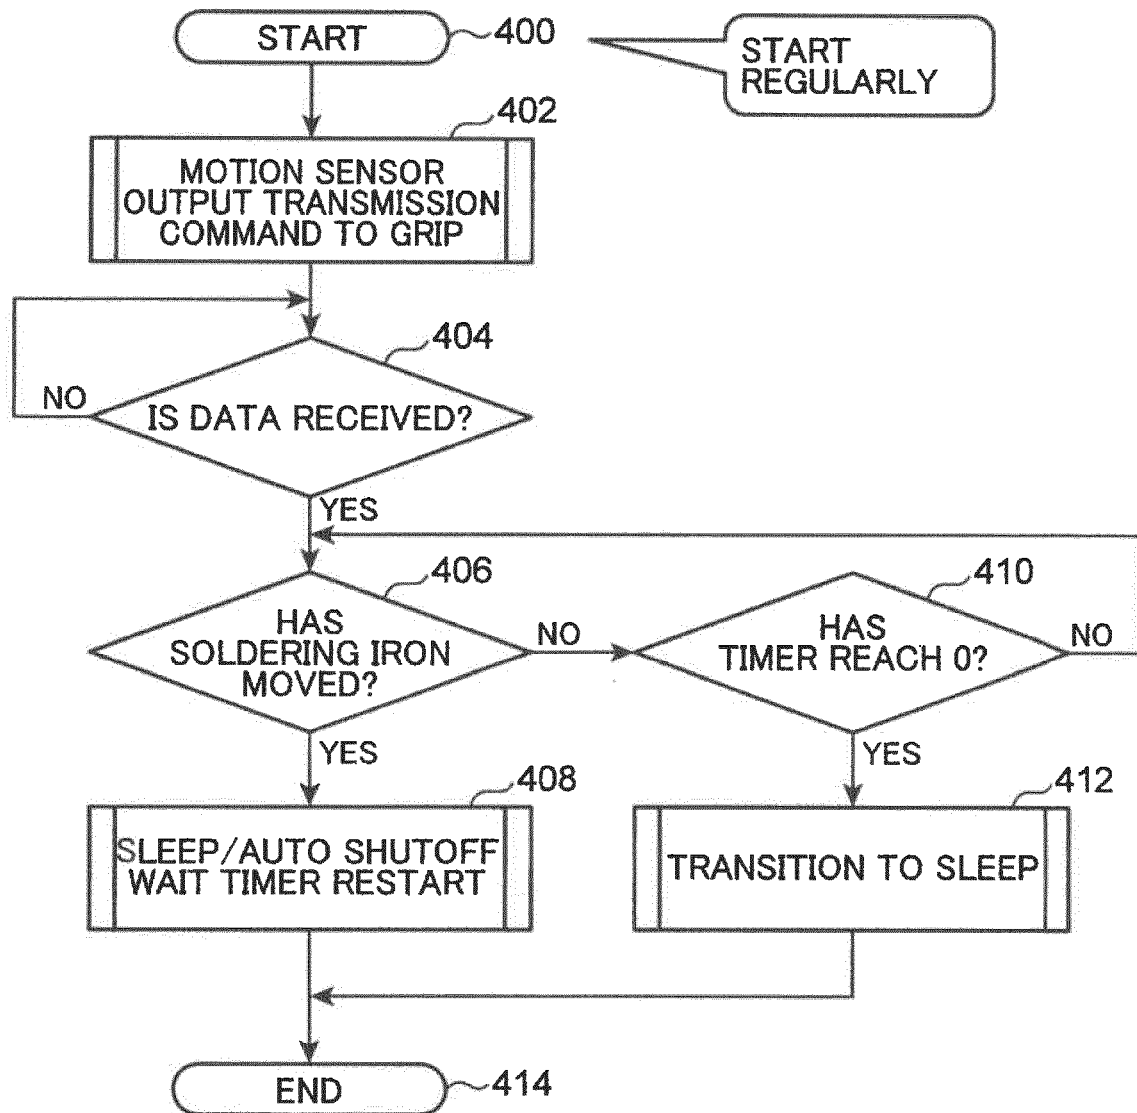 START
400
START
REGULARLY
402
MOTION SENSOR
OUTPUT TRANSMISSION
COMMAND TO GRIP
404
NO
IS DATA RECEIVED?
YES
406
HAS
SOLDERING IRON
MOVED?
NO
410
HAS
TIMER REACH 0?
NO
YES
YES
408
SLEEP/AUTO SHUTOFF
WAIT TIMER RESTART
412
TRANSITION TO SLEEP
END
414